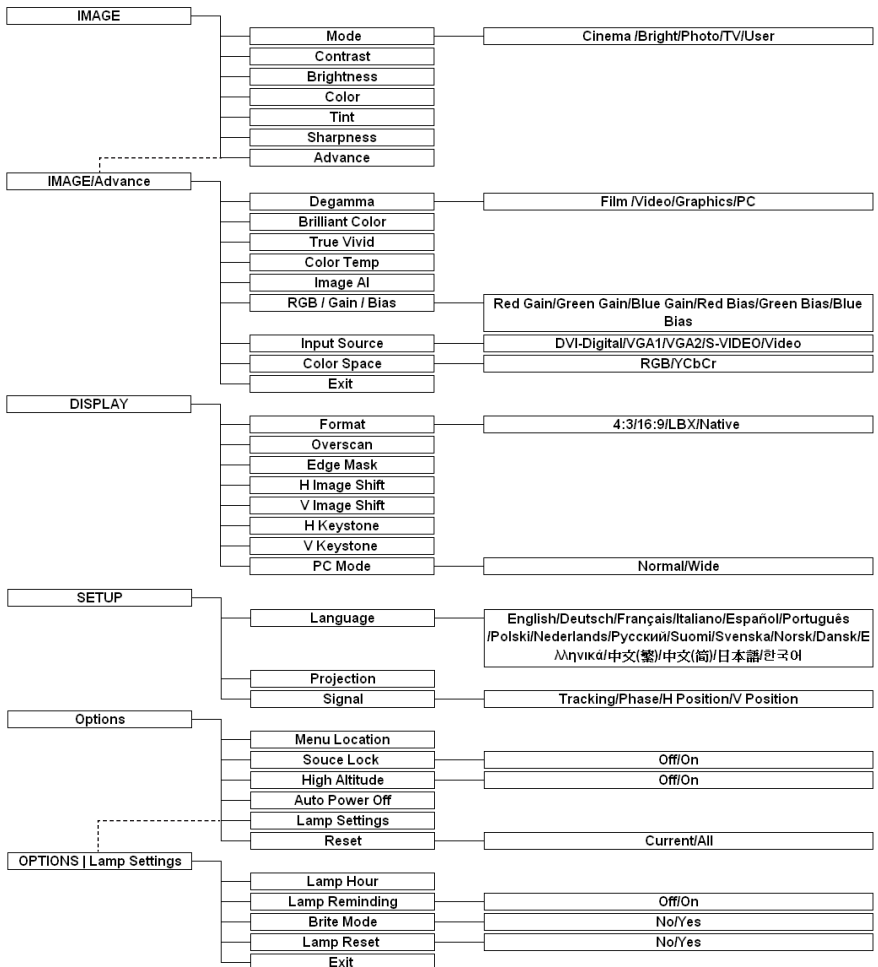 IMAGE
Mode
Cinema /Bright/Photo/TV/User
Contrast
Brightness
Color
Tint
Sharpness
Advance
IMAGE/Advance
Degamma
Film /Video/Graphics/PC
Brilliant Color
True Vivid
Color Temp
Image AI
RGB / Gain / Bias
Red Gain/Green Gain/Blue Gain/Red Bias/Green Bias/Blue
Bias
Input Source
DVI-Digital/VGA1/VGA2/S-VIDEO/Video
Color Space
RGB/YCbCr
Exit
DISPLAY
Format
4:3/16:9/LBX/Native
Overscan
Edge Mask
H Image Shift
V Image Shift
H Keystone
V Keystone
PC Mode
Normal/Wide
SETUP
Language
English/Deutsch/Français/Italiano/Español/Português
/Polski/Nederlands/Русский/Suomi/Svenska/Norsk/Dansk/Ε
λληνικά/中文(繁)/中文(简)/日本語/한국어
Projection
Signal
Tracking/Phase/H Position/V Position
Options
Menu Location
Souce Lock
Off/On
High Altitude
Off/On
Auto Power Off
Lamp Settings
Reset
Current/All
OPTIONS | Lamp Settings
Lamp Hour
Lamp Reminding
Off/On
Brite Mode
No/Yes
Lamp Reset
No/Yes
Exit